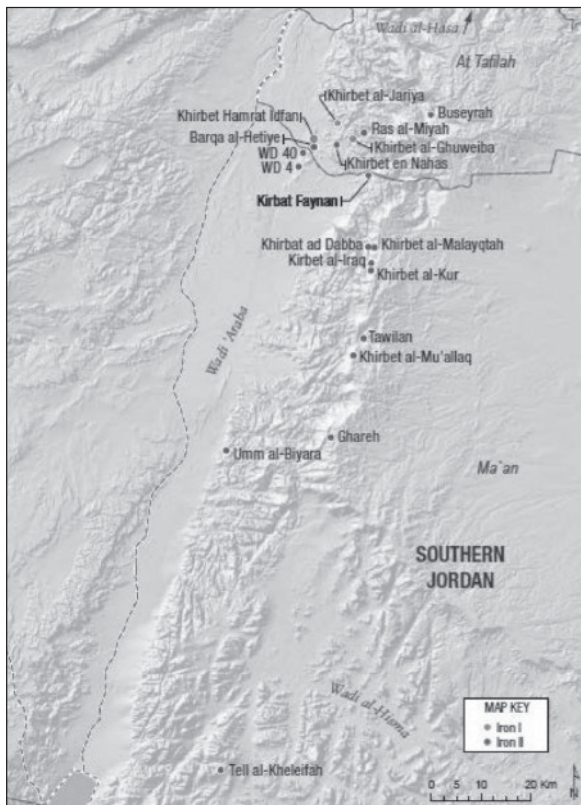 Wadi al-Hasa
At Tafilah
Khirbet al-Jariya
Buseyrah
Khirbet Hamrat Idfan
Ras al-Miyah
Barqa al-Hetiye
Khirbet al-Ghuweiba
WD 40
Khirbet en Nahas
WD 4
Kirbat Faynan
Khirbat ad Dabba
Khirbet al-Malayqtah
Kirbet al-Iraq
Khirbet al-Kur
Wadi 'Araba
Tawilan
Khirbet al-Mu'allaq
Ghareh
Umm al-Biyara
Ma`an
SOUTHERN
JORDAN
Wadi al-Hisma
MAP KEY
Iron I
Iron II
Tell al-Kheleifah
0 5 10 20 Km
N